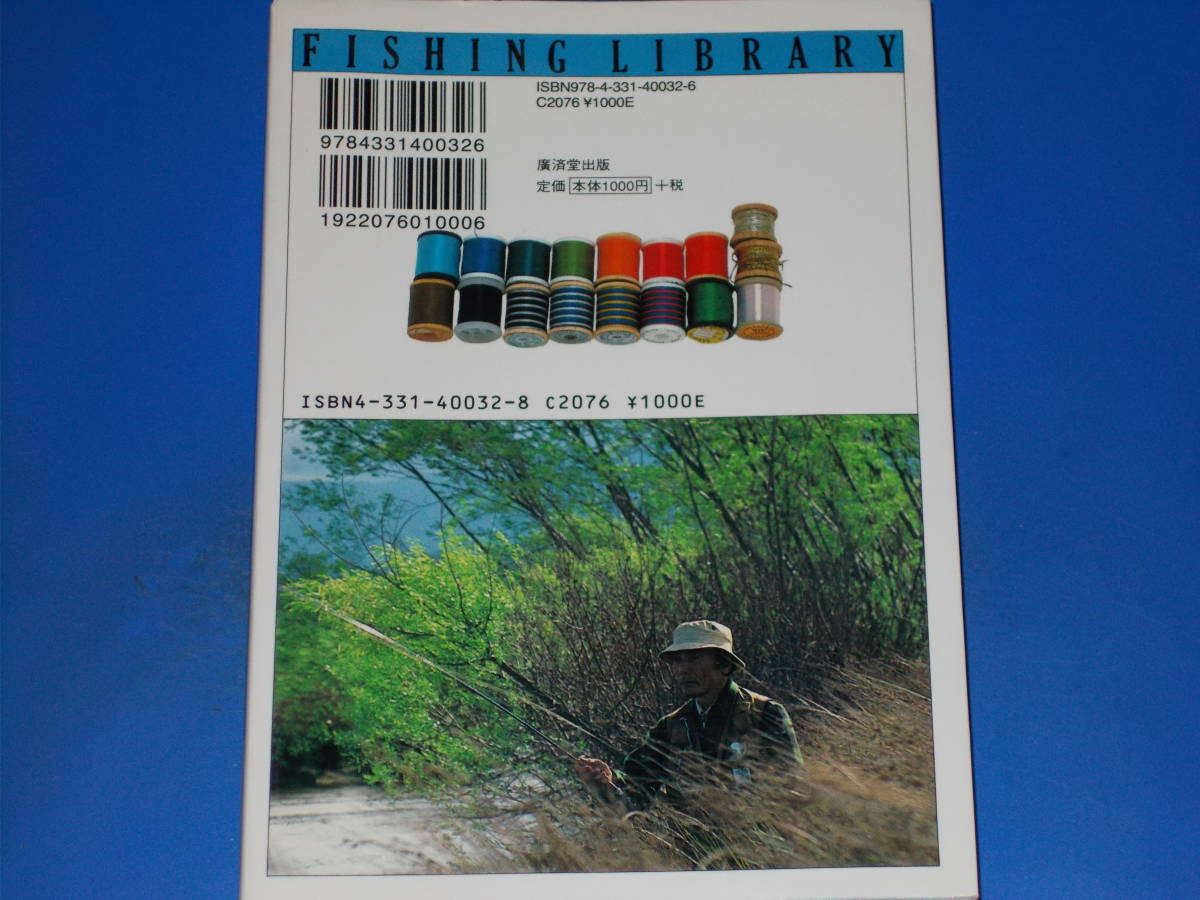 FISHING LIBRARY
ISBN978-4-331-40032-6
C2076 ¥1000E
9784331400326
廣済堂出版
定価 本体1000円 +税
1922076010006
ISBN4-331-40032-8 C2076 ¥1000E